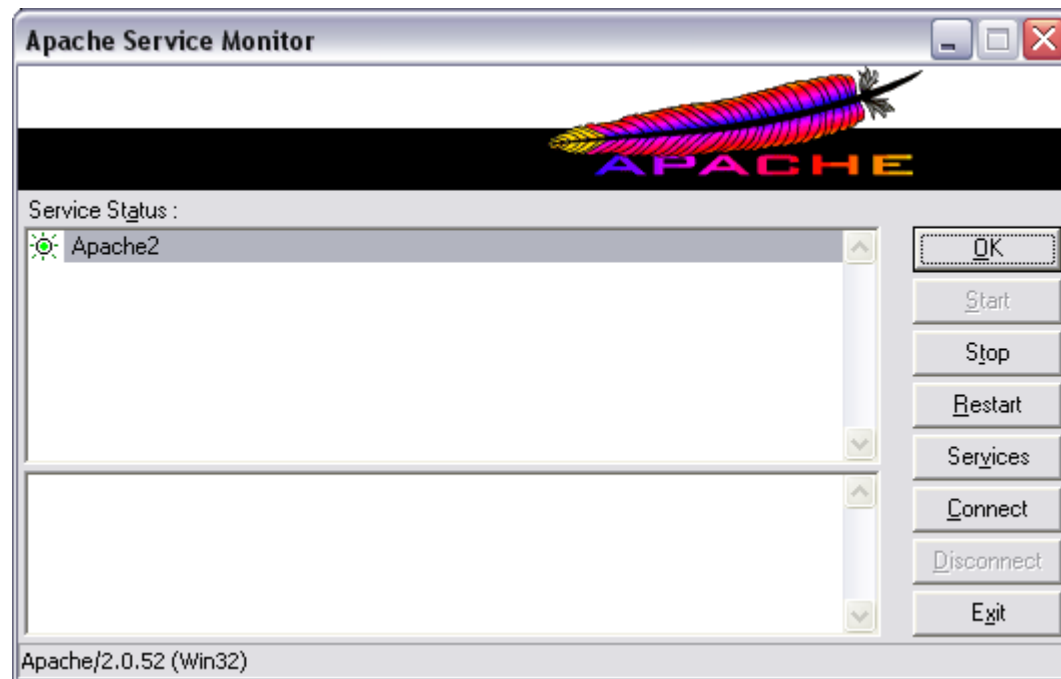 Apache Service Monitor
APACHE
Service Status :
Apache2
OK
Start
Stop
Restart
Services
Connect
Disconnect
Exit
Apache/2.0.52 (Win32)